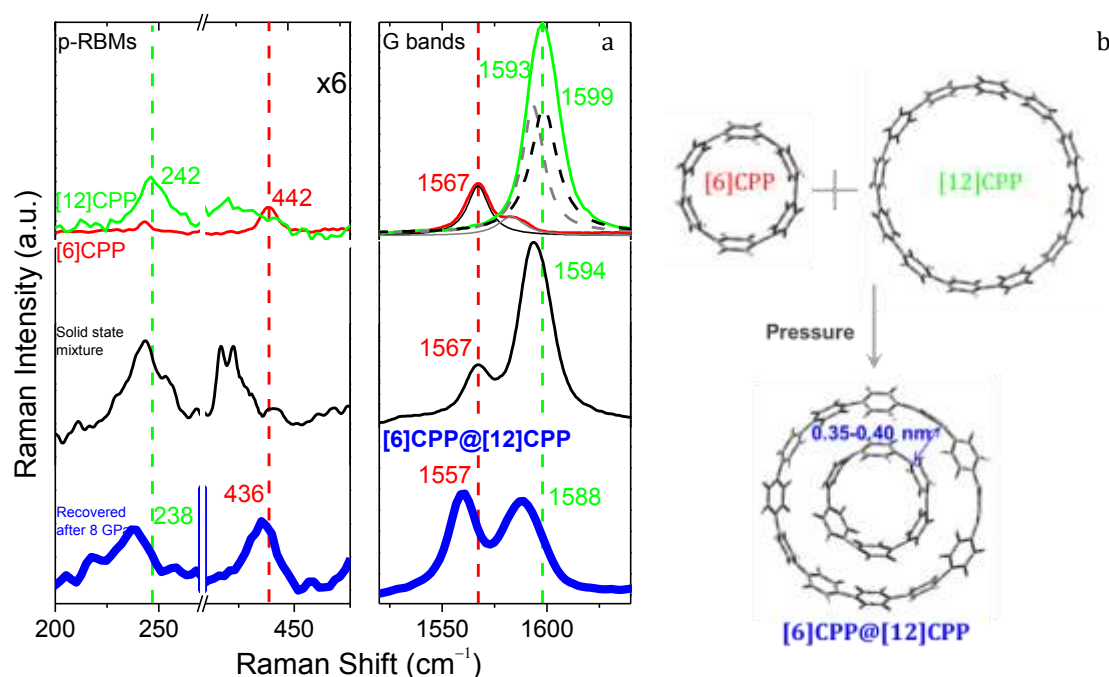 p-RBMs
x6
[12]CPP
242
442
[6]CPP
Solid state
mixture
Recovered
after 8 GPa
238
436
200
250
450
G bands
a
1593
1599
1567
1594
1567
[6]CPP@[12]CPP
1557
1588
1550
1600
Raman Intensity (a.u.)
Raman Shift (cm⁻¹)
b
[6]CPP
[12]CPP
Pressure
0.35-0.40 nm
[6]CPP@[12]CPP